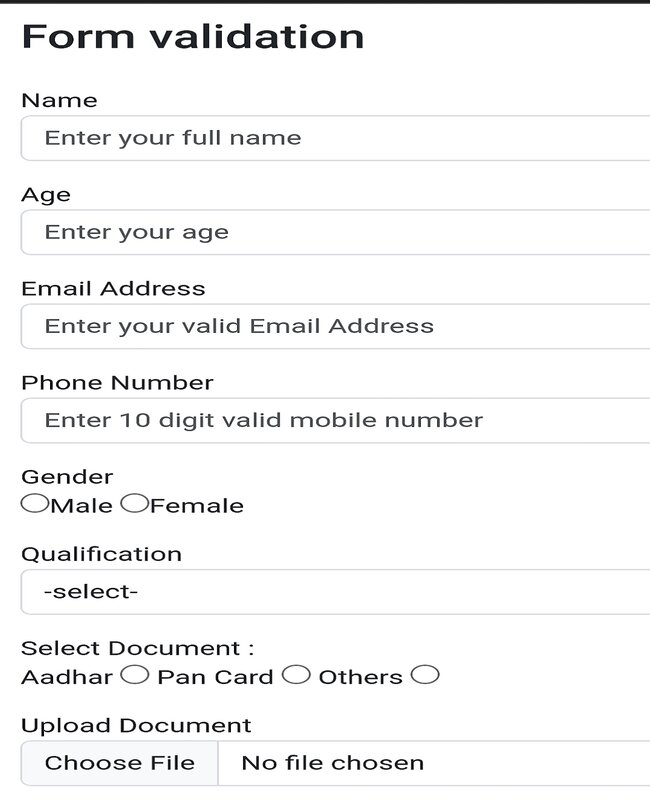 Form validation
Name
Enter your full name
Age
Enter your age
Email Address
Enter your valid Email Address
Phone Number
Enter 10 digit valid mobile number
Gender
Male Female
Qualification
-select-
Select Document :
Aadhar Pan Card Others
Upload Document
Choose File No file chosen